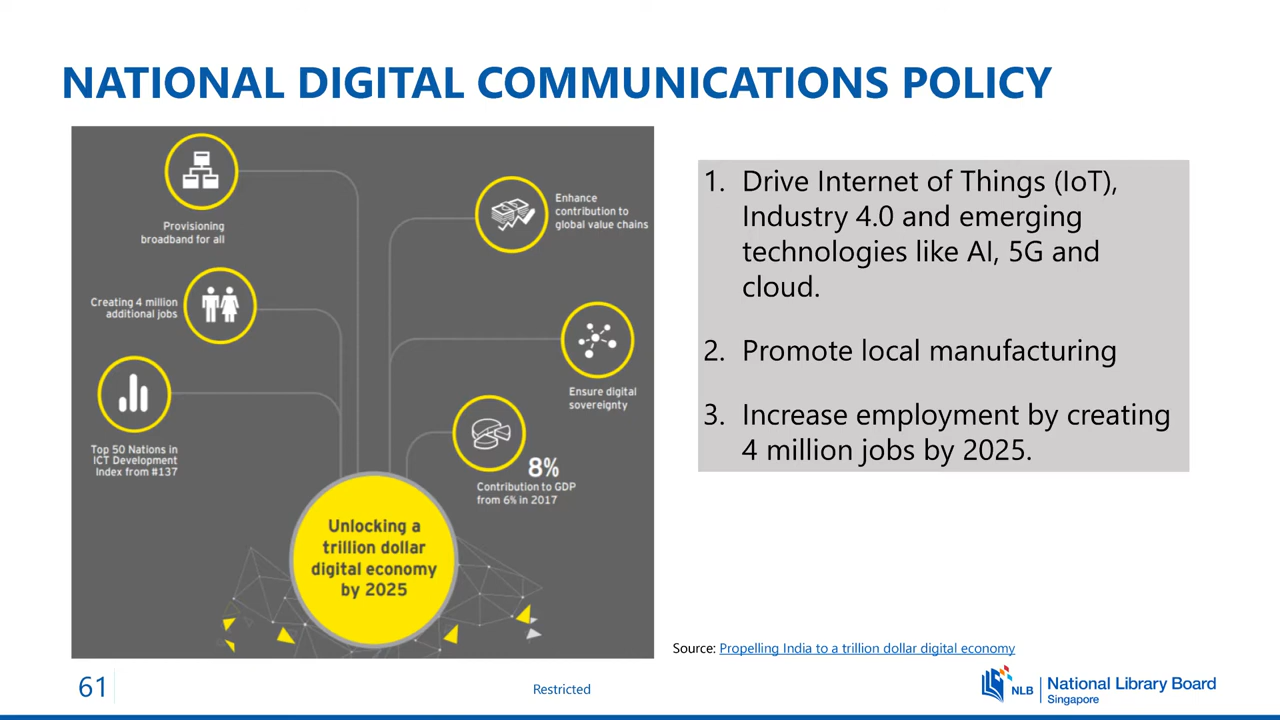 NATIONAL DIGITAL COMMUNICATIONS POLICY
Provisioning
broadband for all
Creating 4 million
additional jobs
Top 50 Nations in
ICT Development
Index from #137
Enhance
contribution to
global value chains
Ensure digital
sovereignty
8%
Contribution to GDP
from 6% in 2017
Unlocking a
trillion dollar
digital economy
by 2025
1. Drive Internet of Things (IoT),
Industry 4.0 and emerging
technologies like AI, 5G and
cloud.
2. Promote local manufacturing
3. Increase employment by creating
4 million jobs by 2025.
Source: Propelling India to a trillion dollar digital economy
61
Restricted
NLB
National Library Board
Singapore